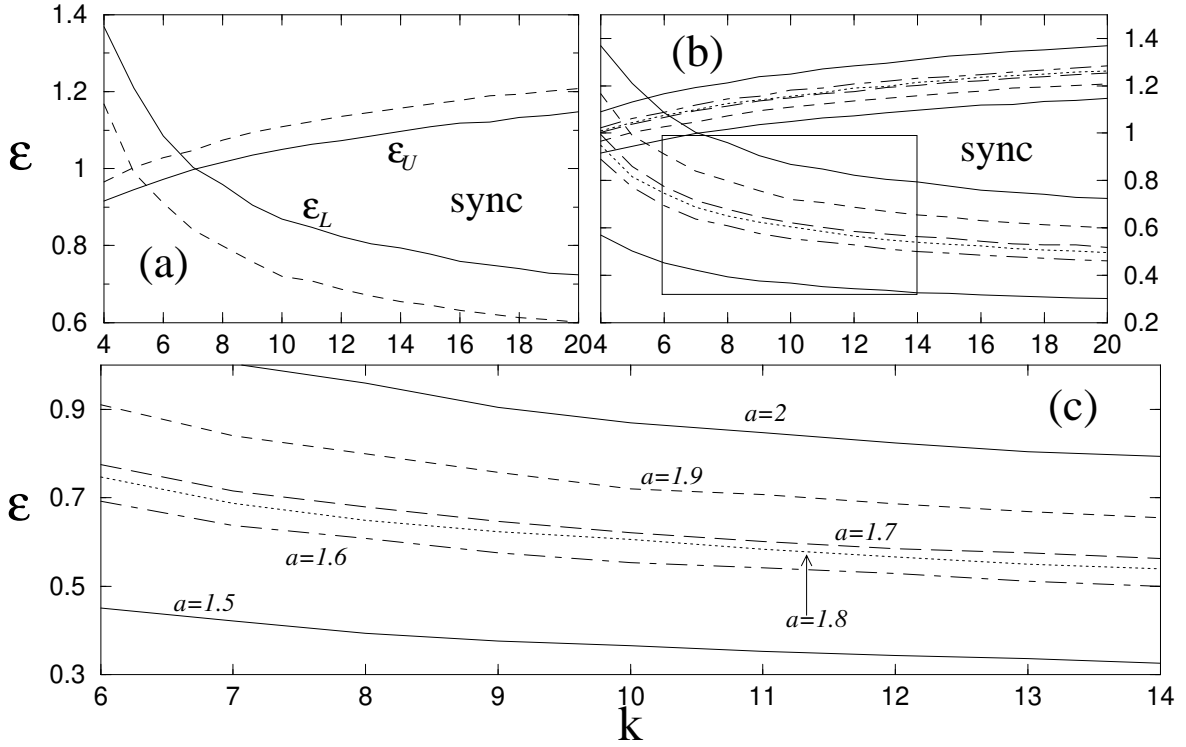 1.4
1.2
1
0.8
0.6
ε
ε_U
ε_L
sync
(a)
4 6 8 10 12 14 16 18 20
(b)
sync
1.4
1.2
1
0.8
0.6
0.4
0.2
4 6 8 10 12 14 16 18 20
(c)
0.9
0.7
0.5
0.3
ε
a=2
a=1.9
a=1.7
a=1.6
a=1.5
a=1.8
6 7 8 9 10 11 12 13 14
k